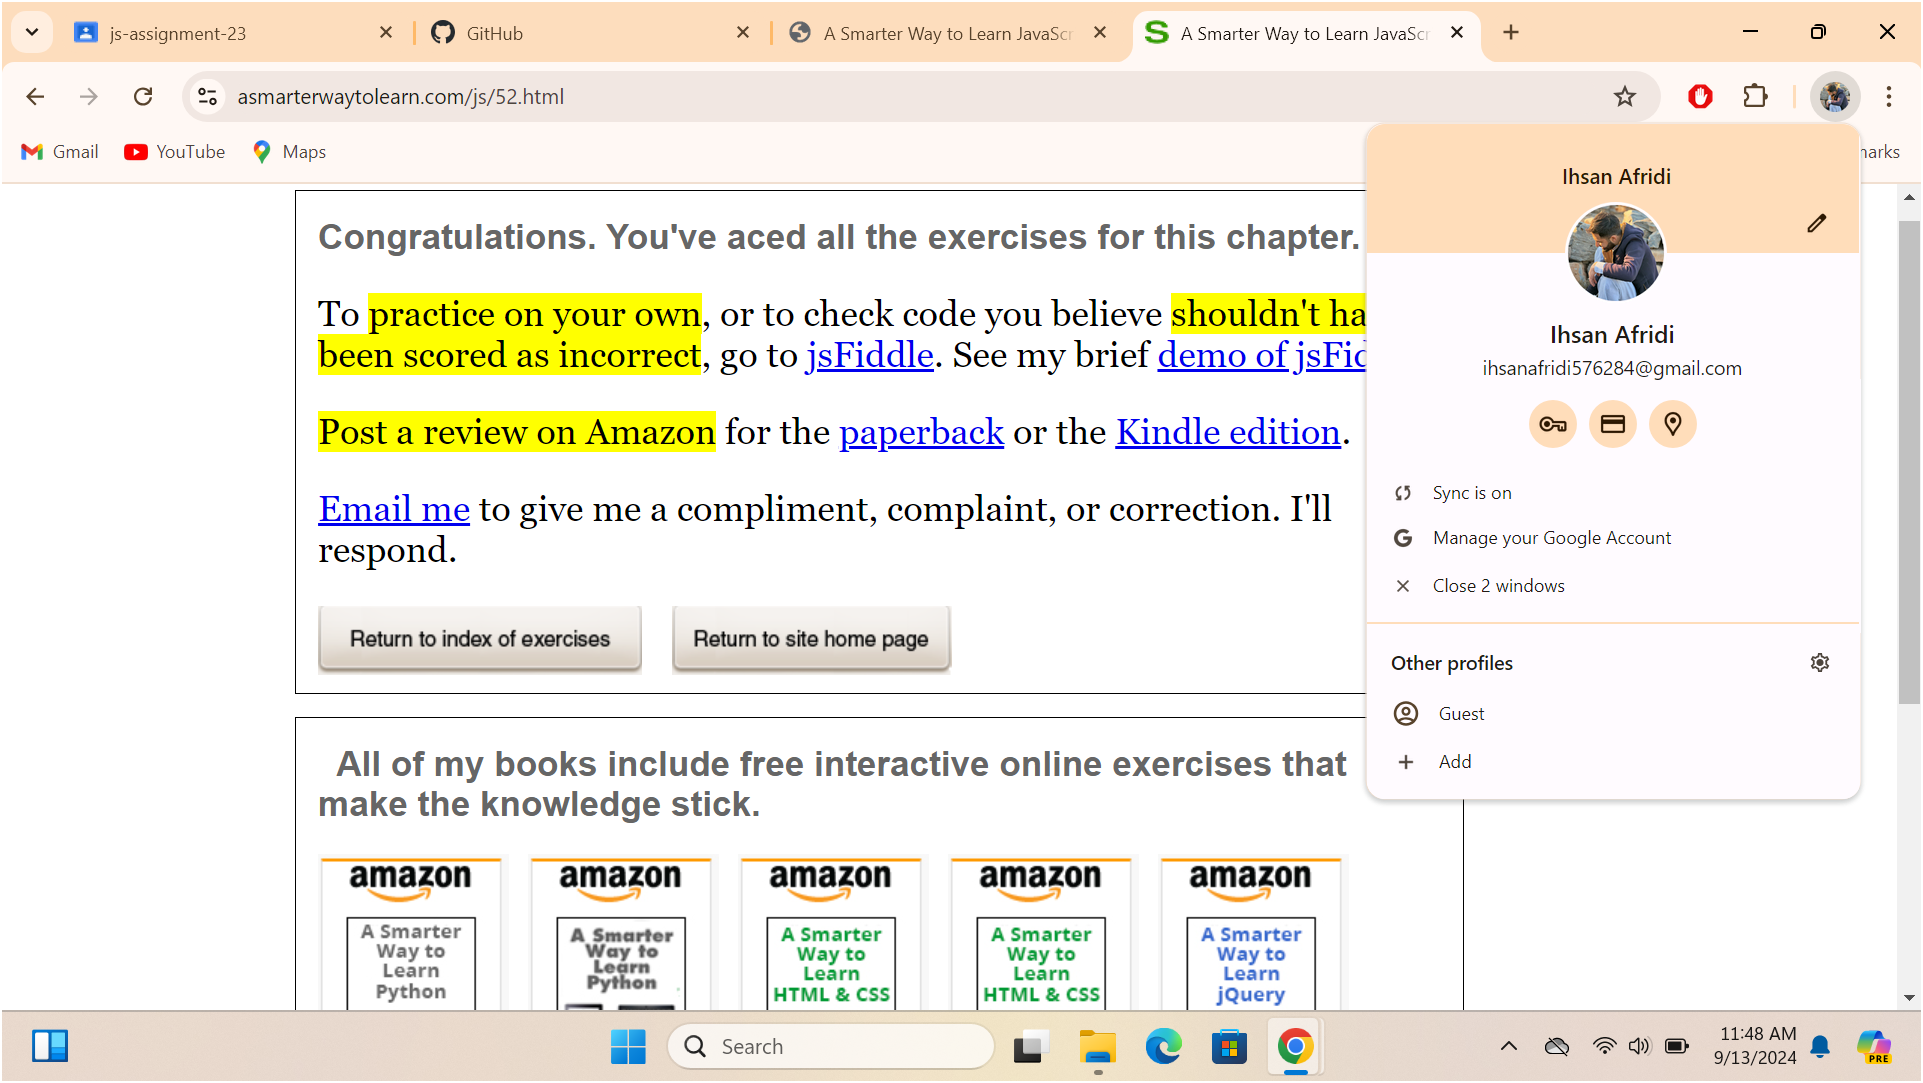 js-assignment-23
GitHub
A Smarter Way to Learn JavaScr
A Smarter Way to Learn JavaScr
asmarterwaytolearn.com/js/52.html
Gmail
YouTube
Maps
marks
Congratulations. You've aced all the exercises for this chapter.
To practice on your own, or to check code you believe shouldn't ha
been scored as incorrect, go to jsFiddle. See my brief demo of jsFid
Post a review on Amazon for the paperback or the Kindle edition.
Email me to give me a compliment, complaint, or correction. I'll
respond.
Return to index of exercises
Return to site home page
Ihsan Afridi
Ihsan Afridi
ihsanafridi576284@gmail.com
Sync is on
Manage your Google Account
Close 2 windows
Other profiles
Guest
Add
All of my books include free interactive online exercises that
make the knowledge stick.
amazon
A Smarter
Way to
Learn
Python
amazon
A Smarter
Way to
Learn
Python
amazon
A Smarter
Way to
Learn
HTML & CSS
amazon
A Smarter
Way to
Learn
HTML & CSS
amazon
A Smarter
Way to
Learn
jQuery
Search
11:48 AM
9/13/2024
PRE